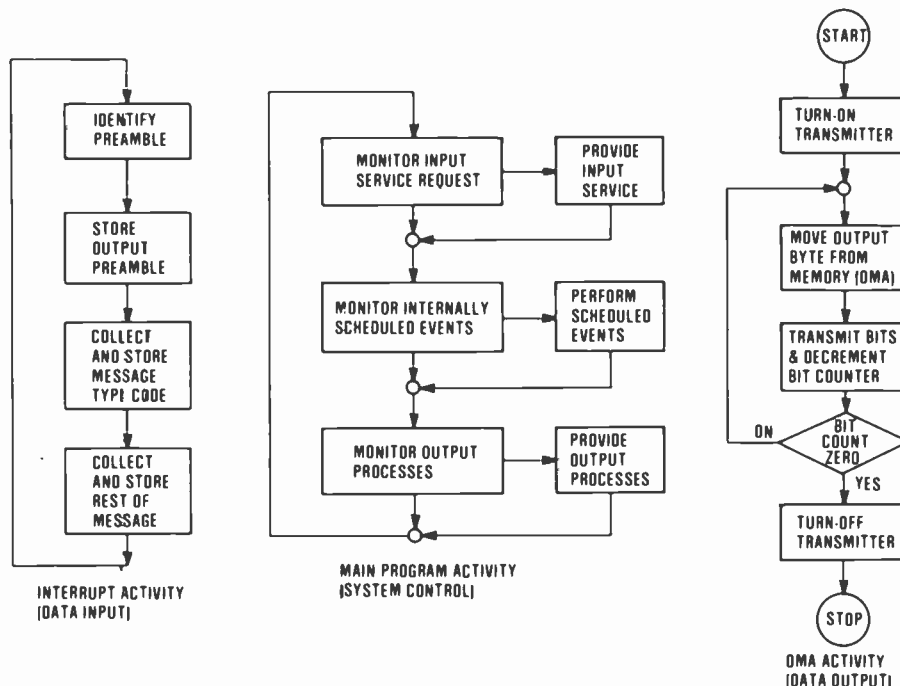 IDENTIFY
PREAMBLE
STORE
OUTPUT
PREAMBLE
COLLECT
AND STORE
MESSAGE
TYPE CODE
COLLECT
AND STORE
REST OF
MESSAGE
INTERRUPT ACTIVITY
(DATA INPUT)
MONITOR INPUT
SERVICE REQUEST
PROVIDE
INPUT
SERVICE
MONITOR INTERNALLY
SCHEDULED EVENTS
PERFORM
SCHEDULED
EVENTS
MONITOR OUTPUT
PROCESSES
PROVIDE
OUTPUT
PROCESSES
MAIN PROGRAM ACTIVITY
(SYSTEM CONTROL)
START
TURN-ON
TRANSMITTER
MOVE OUTPUT
BYTE FROM
MEMORY (OMA)
TRANSMIT BITS
& DECREMENT
BIT COUNTER
ON
BIT
COUNT
ZERO
YES
TURN-OFF
TRANSMITTER
STOP
OMA ACTIVITY
(DATA OUTPUT)